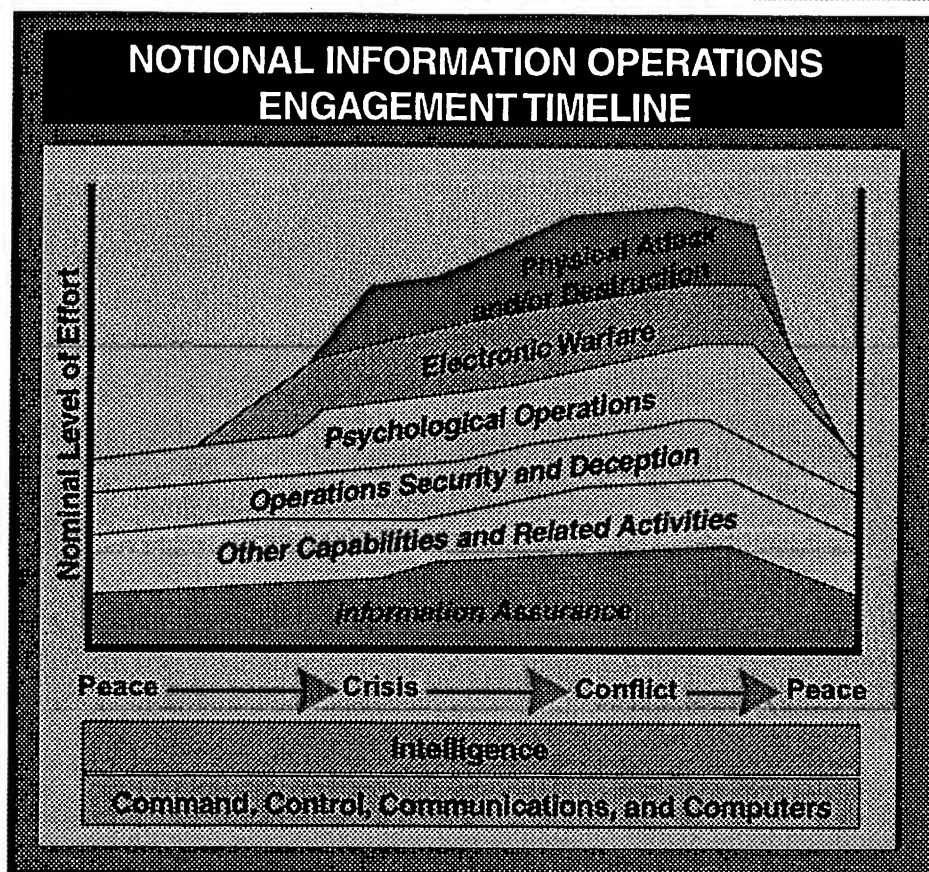 NOTIONAL INFORMATION OPERATIONS
ENGAGEMENT TIMELINE
Nominal Level of Effort
Physical Attack
and/or Destruction
Electronic Warfare
Psychological Operations
Operations Security and Deception
Other Capabilities and Related Activities
Information Assurance
Peace Crisis Conflict Peace
Intelligence
Command, Control, Communications, and Computers